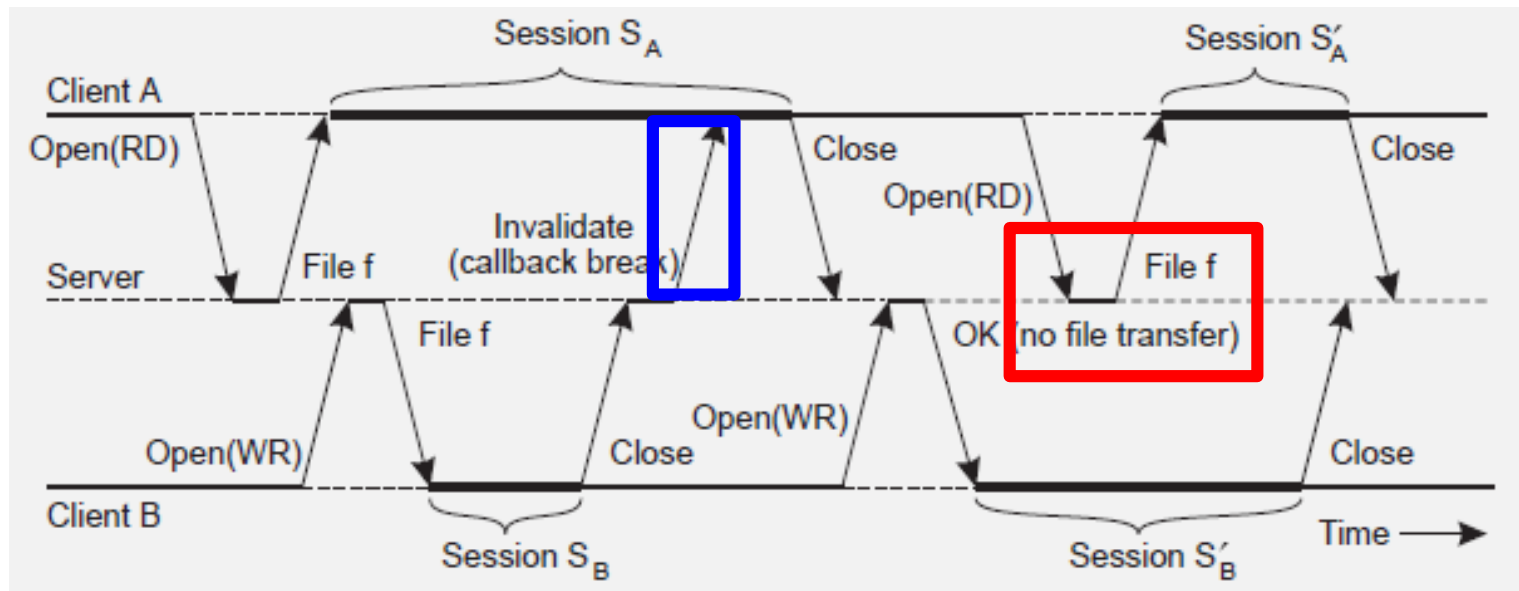 Session S_A
Session S′_A
Client A
Open(RD)
Close
Close
Open(RD)
Invalidate
(callback break)
File f
File f
Server
File f
OK (no file transfer)
Open(WR)
Open(WR)
Close
Close
Client B
Time
Session S_B
Session S′_B